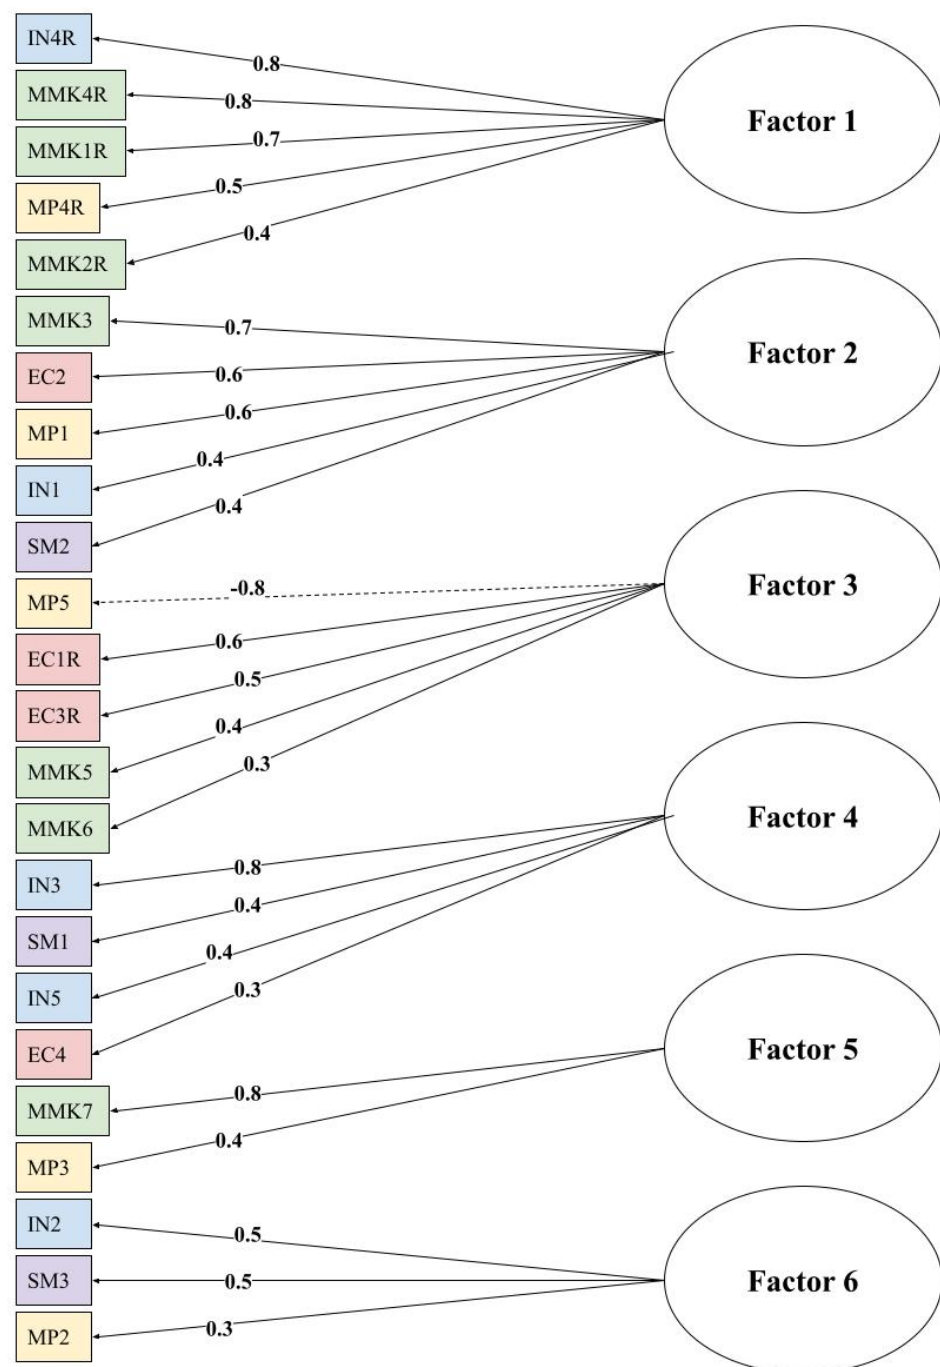 IN4R
0.8
MMK4R
0.8
MMK1R
0.7
MP4R
0.5
MMK2R
0.4
Factor 1
MMK3
0.7
EC2
0.6
MP1
0.6
IN1
0.4
SM2
0.4
Factor 2
MP5
-0.8
EC1R
0.6
EC3R
0.5
MMK5
0.4
MMK6
0.3
Factor 3
IN3
0.8
SM1
0.4
IN5
0.4
EC4
0.3
Factor 4
MMK7
0.8
MP3
0.4
Factor 5
IN2
0.5
SM3
0.5
MP2
0.3
Factor 6